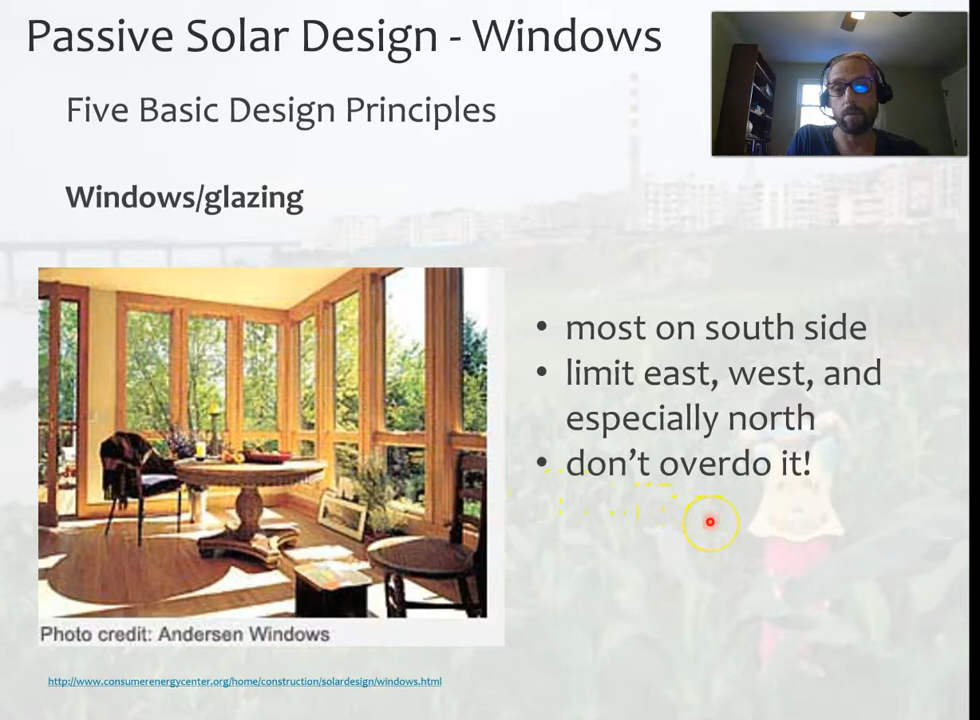 Passive Solar Design - Windows
Five Basic Design Principles
Windows/glazing
• most on south side
• limit east, west, and
especially north
• don't overdo it!
Photo credit: Andersen Windows
http://www.consumerenergycenter.org/home/construction/solardesign/windows.html